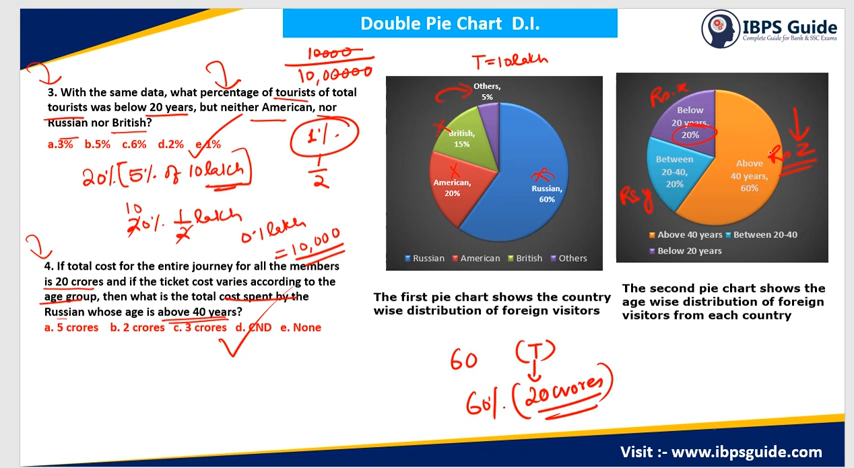 Double Pie Chart D.I.
IBPS Guide
Complete Guide for Bank & SSC Exams
10000
10,00000
T=10lakh
3. With the same data, what percentage of tourists of total
tourists was below 20 years, but neither American, nor
Russian nor British?
a.3% b.5% c.6% d.2% e.1%
1%
20% [5% of 10 lakh]
1
2
10
20% 1/2 lakh
0.1 lakh
= 10,000
4. If total cost for the entire journey for all the members
is 20 crores and if the ticket cost varies according to the
age group, then what is the total cost spent by the
Russian whose age is above 40 years?
a. 5 crores b. 2 crores c. 3 crores d. CND e. None
Others,
5%
British,
15%
American,
20%
Russian,
60%
Russian American British Others
The first pie chart shows the country
wise distribution of foreign visitors
Rs.x
Below
20 years,
20%
Rs.y
Between
20-40,
20%
Rs.z
Above
40 years,
60%
Above 40 years Between 20-40
Below 20 years
The second pie chart shows the
age wise distribution of foreign
visitors from each country
60 (T)
60% (20 crores)
Visit :- www.ibpsguide.com